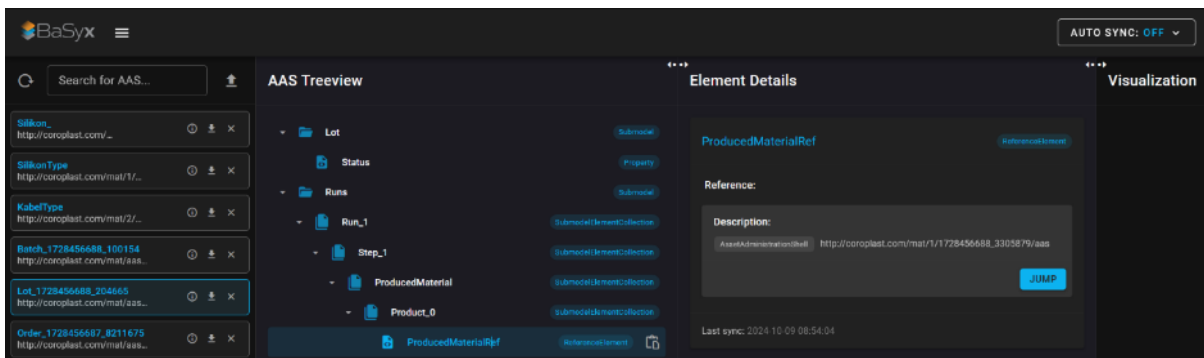 BaSyx
AUTO SYNC: OFF
Search for AAS...
AAS Treeview
Element Details
Visualization
Silikon_
http://coroplast.com/...
SilikonType
http://coroplast.com/mat/1/...
KabelType
http://coroplast.com/mat/2/...
Batch_1728456688_100154
http://coroplast.com/mat/aas...
Lot_1728456688_204665
http://coroplast.com/mat/aas...
Order_1728456687_8211675
http://coroplast.com/mat/aas...
Lot Submodel
Status Property
Runs Submodel
Run_1 SubmodelElementCollection
Step_1 SubmodelElementCollection
ProducedMaterial SubmodelElementCollection
Product_0 SubmodelElementCollection
ProducedMaterialRef ReferenceElement
ProducedMaterialRef ReferenceElement
Reference:
Description:
AssetAdministrationShell http://coroplast.com/mat/1/1728456688_3305879/aas
JUMP
Last sync: 2024-10-09 08:54:04